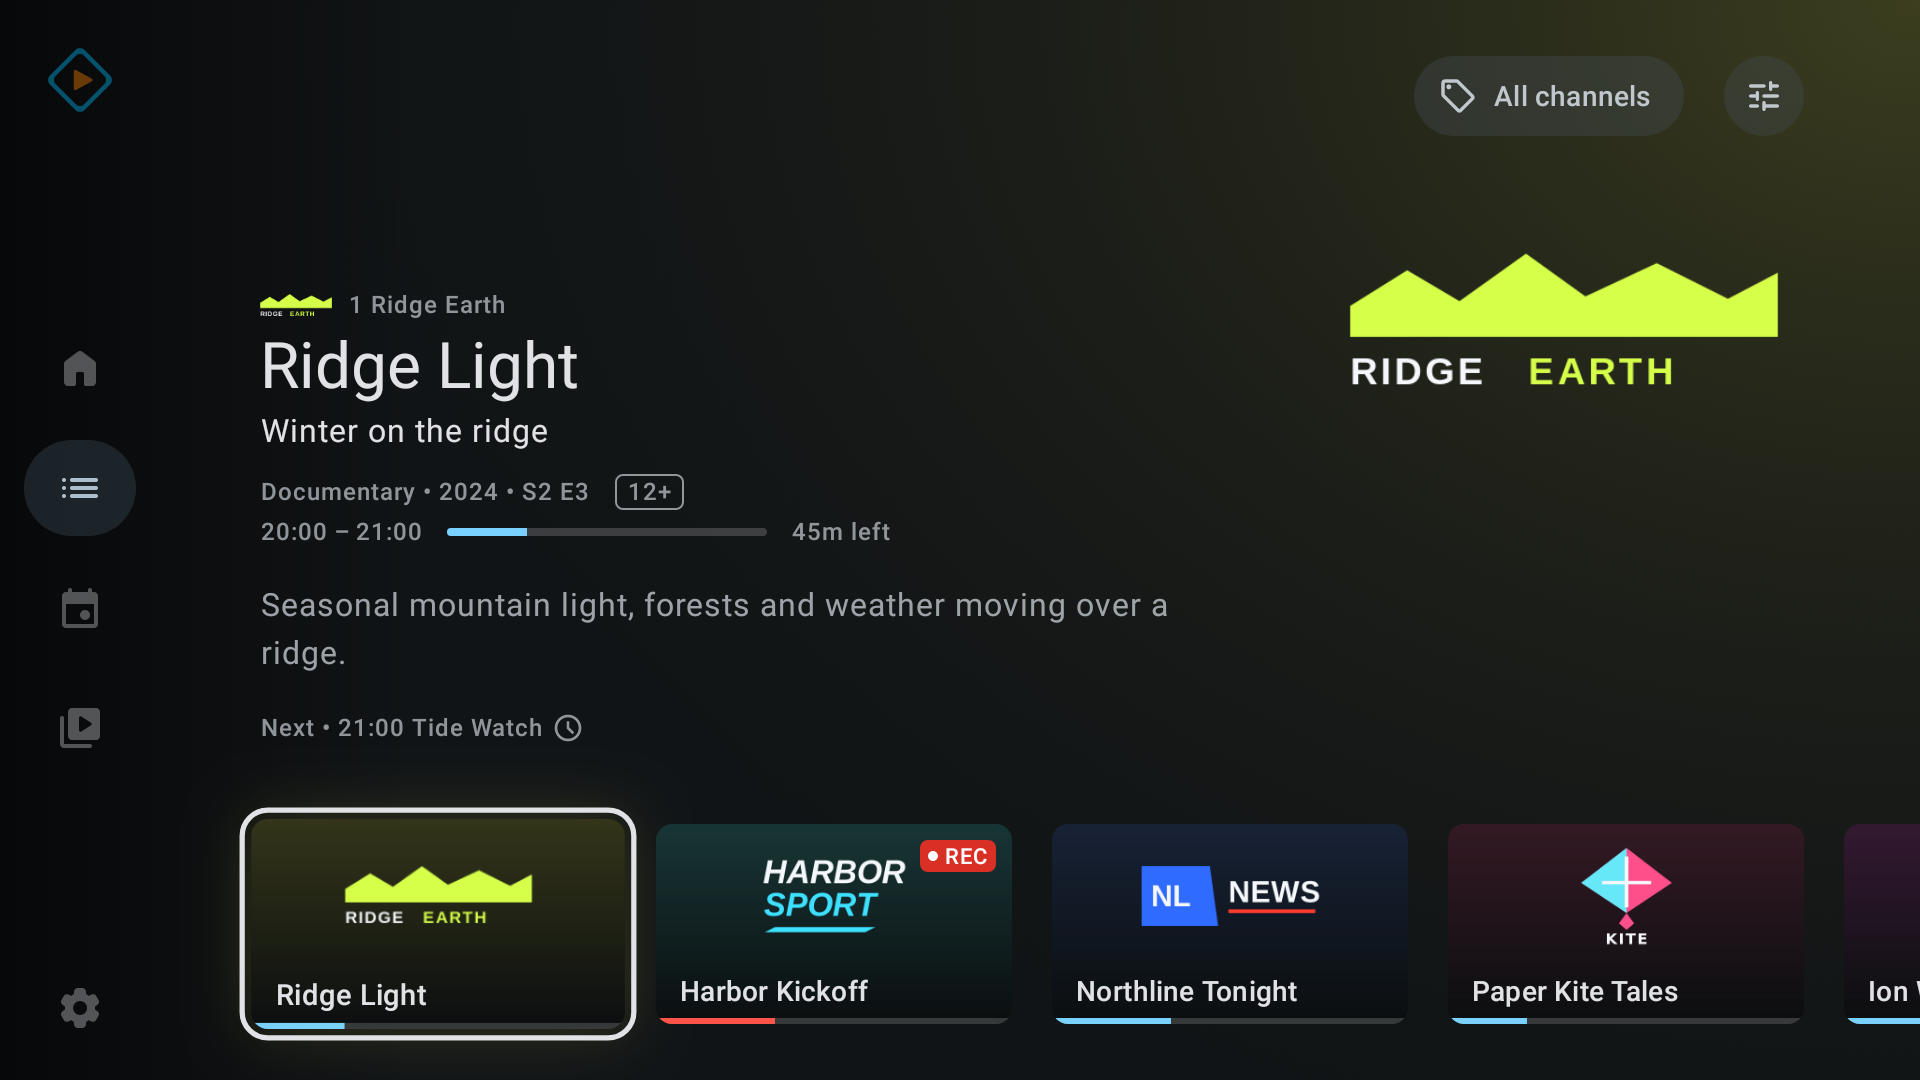 All channels
RIDGE EARTH
RIDGE EARTH
1 Ridge Earth
Ridge Light
Winter on the ridge
Documentary • 2024 • S2 E3 12+
20:00 – 21:00 45m left
Seasonal mountain light, forests and weather moving over a
ridge.
Next • 21:00 Tide Watch
RIDGE EARTH
Ridge Light
HARBOR
SPORT
REC
Harbor Kickoff
NL NEWS
Northline Tonight
KITE
Paper Kite Tales
Ion